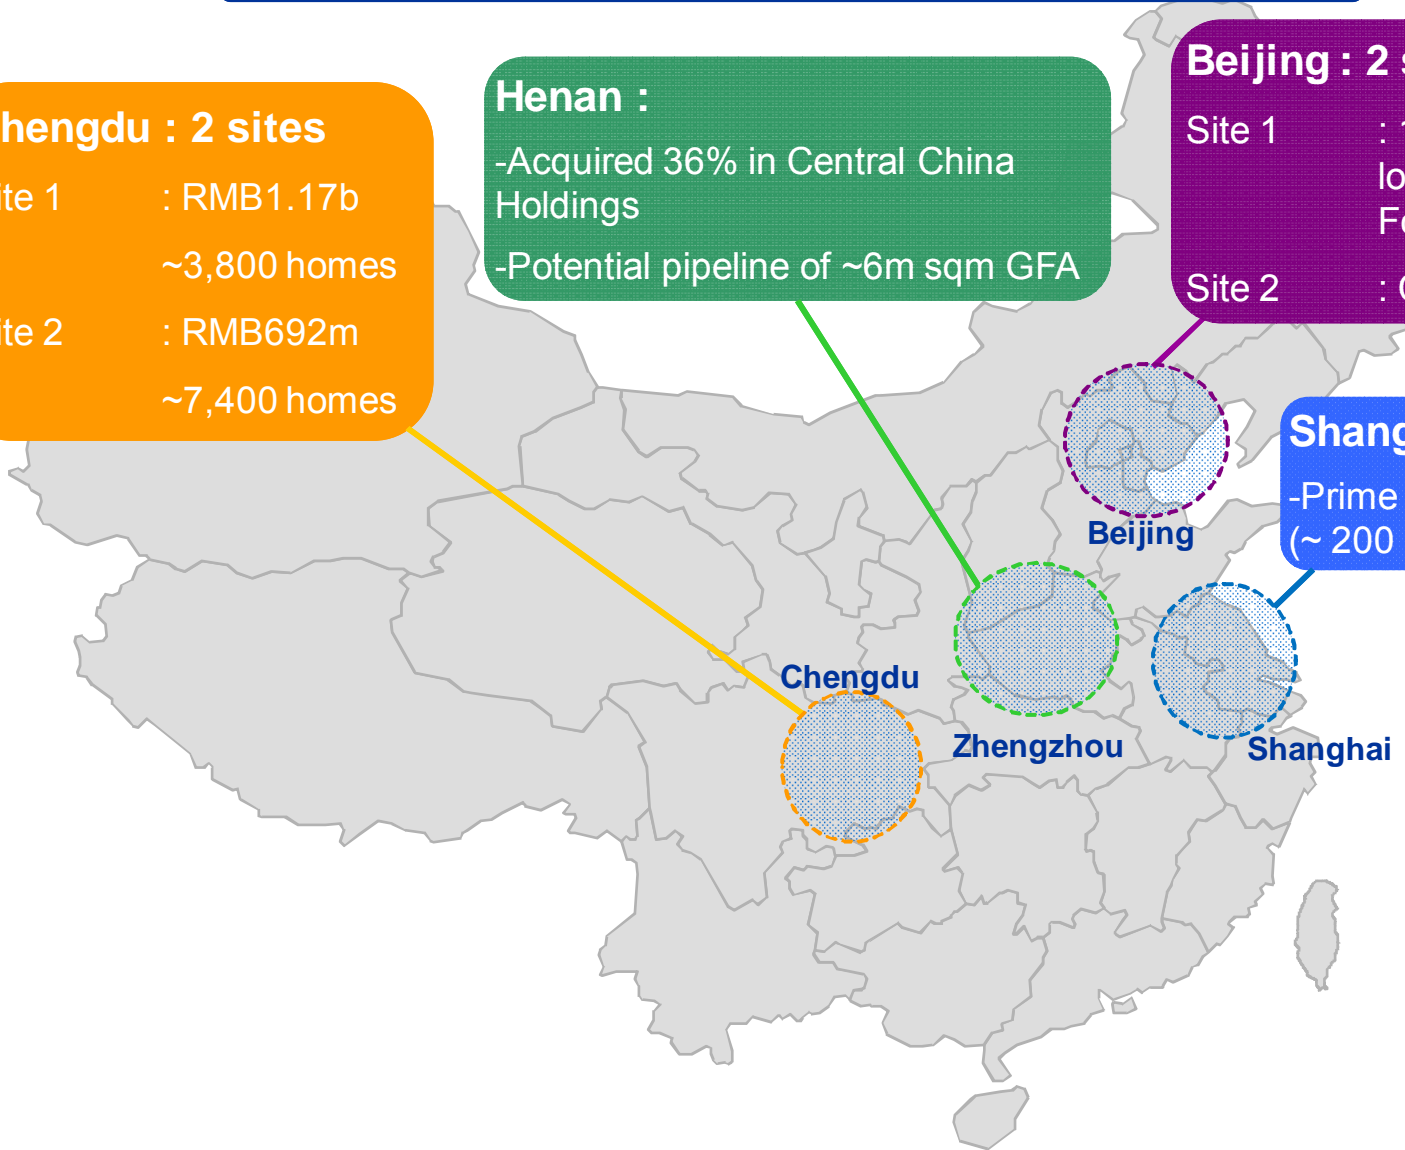 hengdu : 2 sites
ite 1 : RMB1.17b
~3,800 homes
ite 2 : RMB692m
~7,400 homes
Henan :
-Acquired 36% in Central China
Holdings
-Potential pipeline of ~6m sqm GFA
Beijing : 2 s
Site 1 :
lo
Fe
Site 2 :
Shang
-Prime
(~ 200
Beijing
Chengdu
Zhengzhou
Shanghai